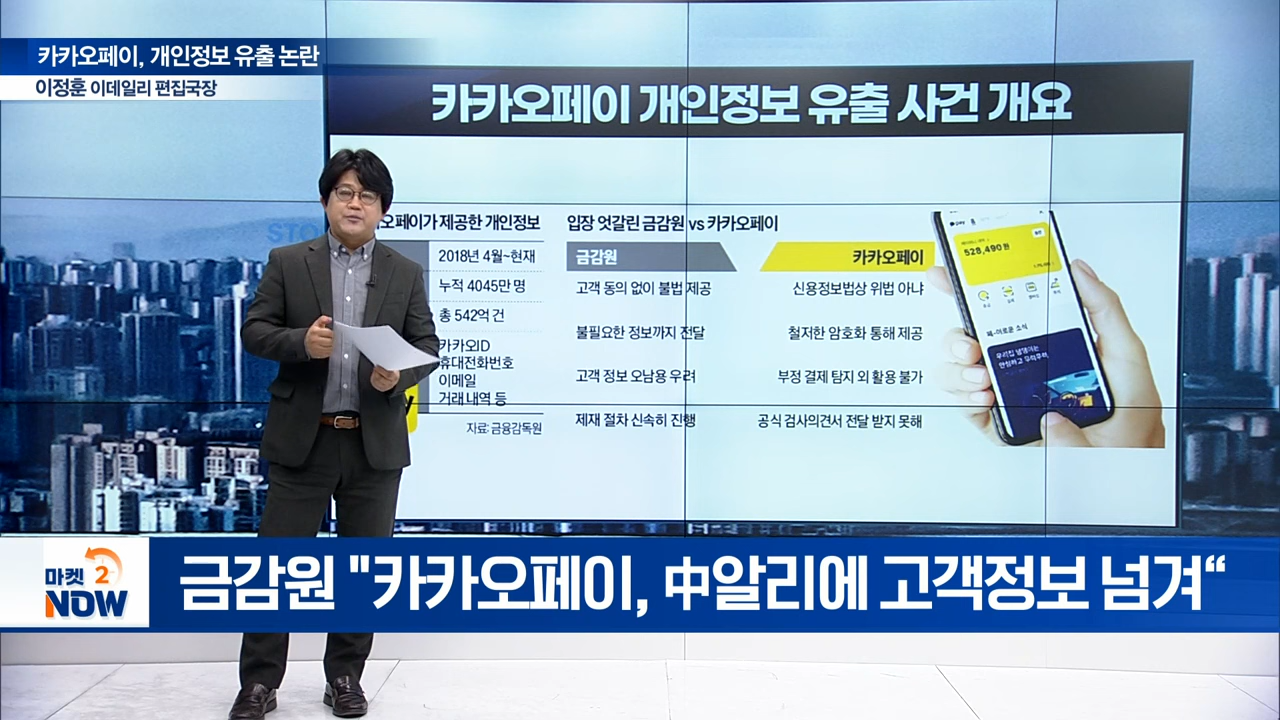 카카오페이, 개인정보 유출 논란
이정훈 이데일리 편집국장
카카오페이 개인정보 유출 사건 개요
오페이가 제공한 개인정보
2018년 4월~현재
누적 4045만 명
총 542억 건
카카오ID
휴대전화번호
이메일
거래 내역 등
자료: 금융감독원
입장 엇갈린 금감원 vs 카카오페이
금감원
카카오페이
고객 동의 없이 불법 제공
신용정보법상 위법 아냐
불필요한 정보까지 전달
철저한 암호화 통해 제공
고객 정보 오남용 우려
부정 결제 탐지 외 활용 불가
제재 절차 신속히 진행
공식 검사의견서 전달 받지 못해
528,490원
STO
마켓 2
NOW
금감원 "카카오페이, 中알리에 고객정보 넘겨“